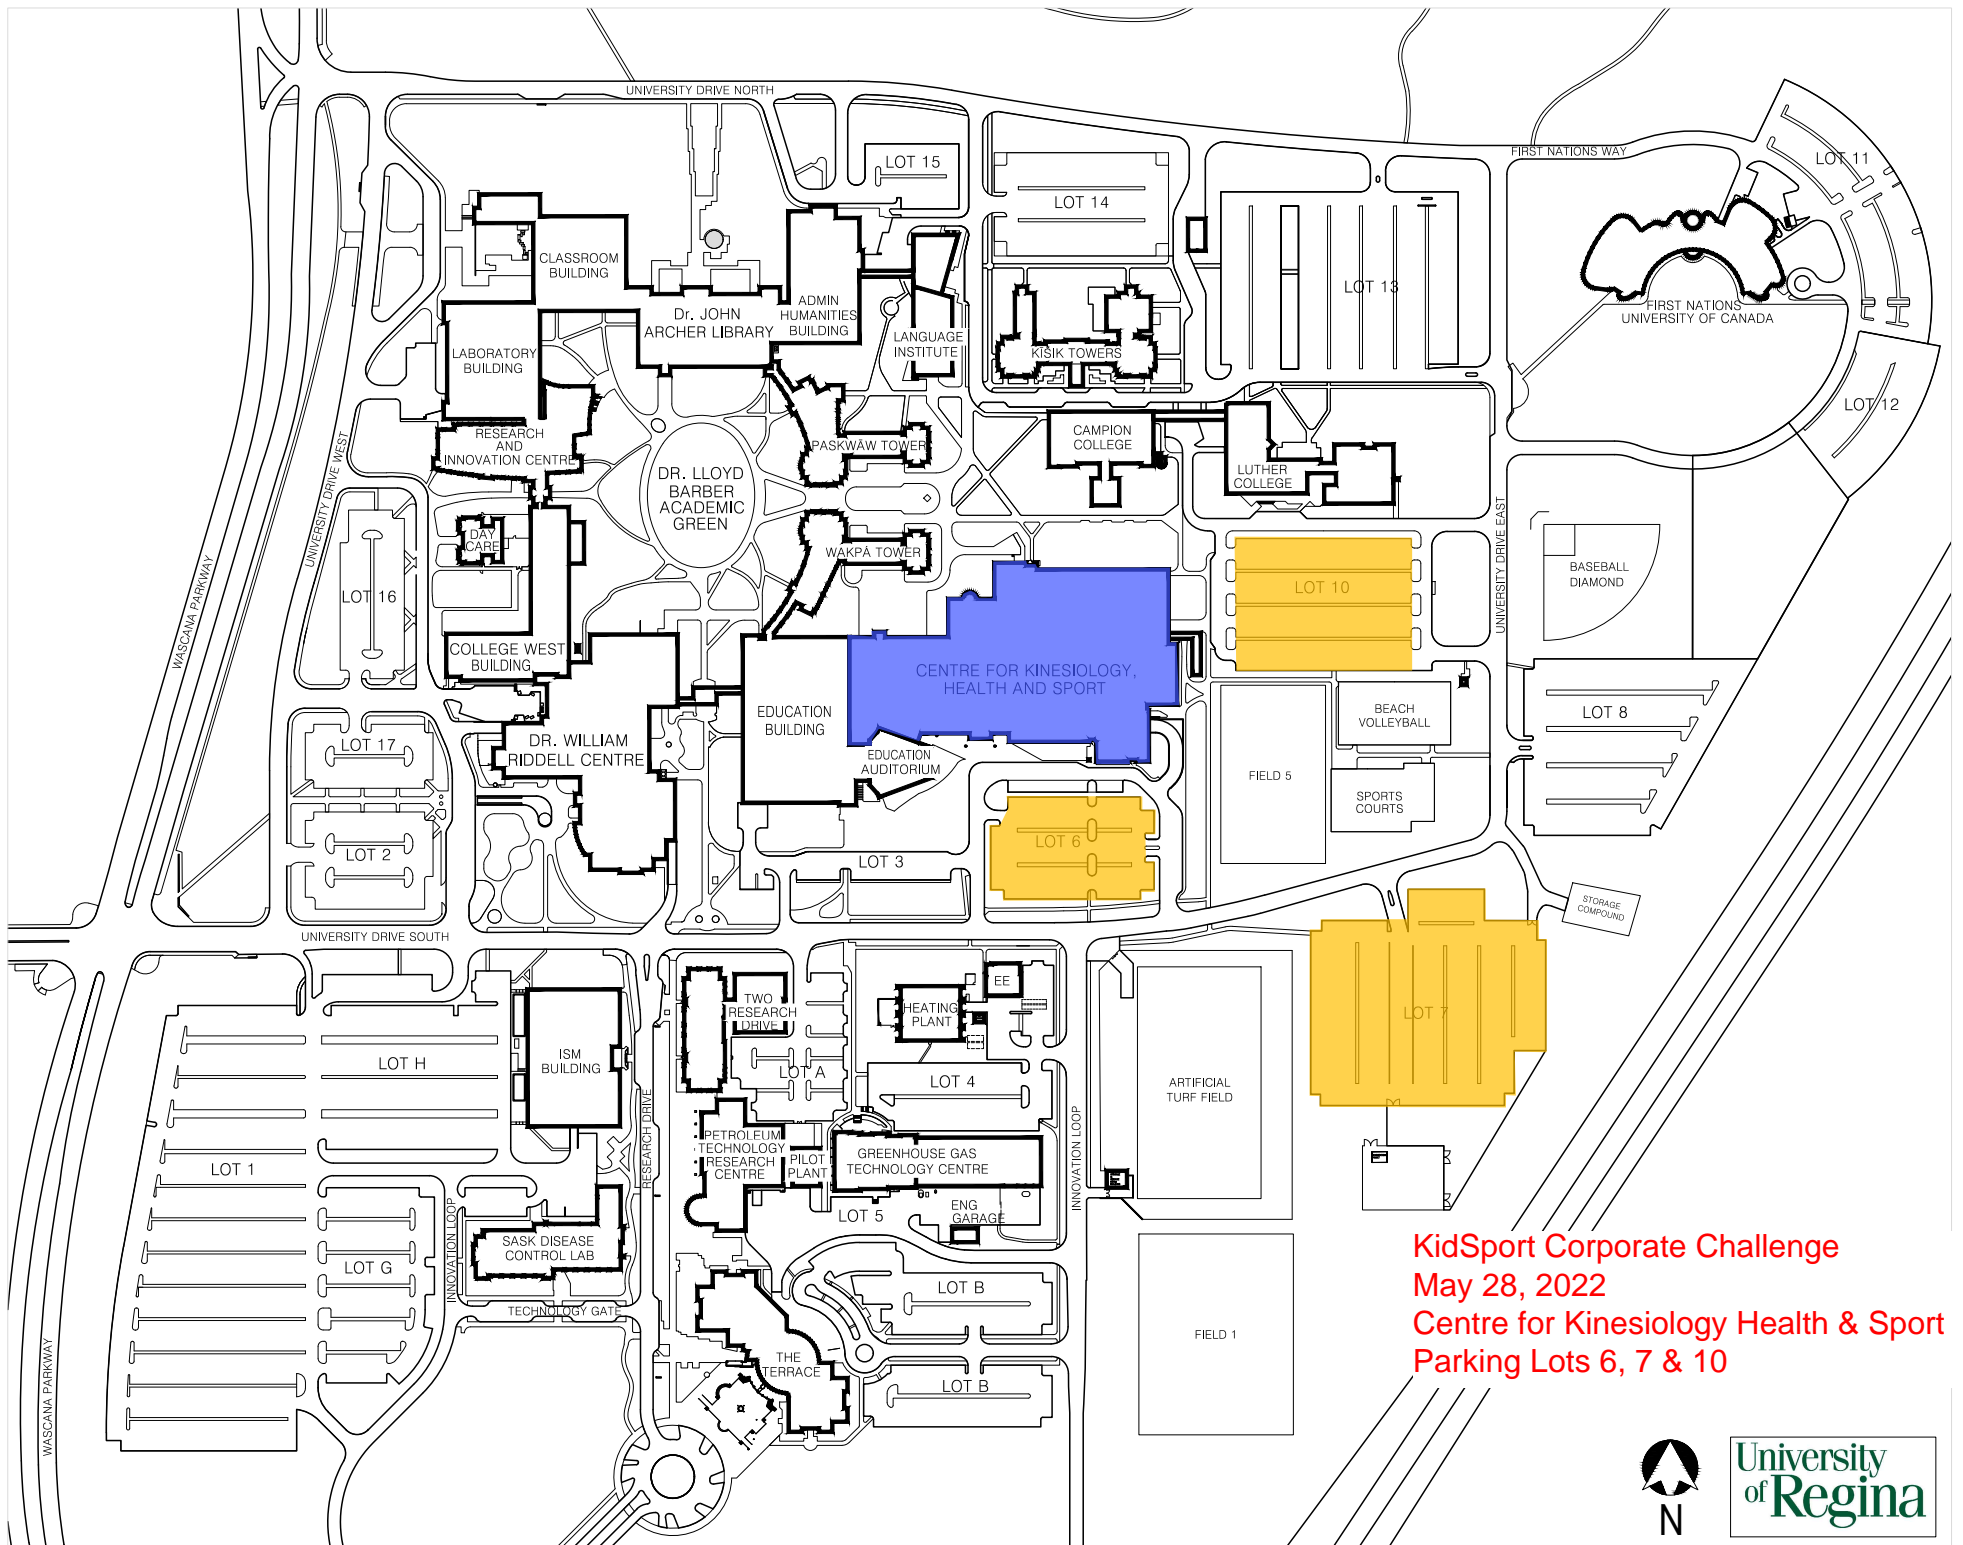 UNIVERSITY DRIVE NORTH
FIRST NATIONS WAY
LOT 15
LOT 11
LOT 14
CLASSROOM
BUILDING
LOT 13
ADMIN
HUMANITIES
BUILDING
Dr. JOHN
ARCHER LIBRARY
FIRST NATIONS
UNIVERSITY OF CANADA
LANGUAGE
INSTITUTE
KĪSIK TOWERS
LABORATORY
BUILDING
LOT 12
RESEARCH
AND
INNOVATION CENTRE
PASKWĀW TOWER
CAMPION
COLLEGE
LUTHER
COLLEGE
DR. LLOYD
BARBER
ACADEMIC
GREEN
UNIVERSITY DRIVE WEST
UNIVERSITY DRIVE EAST
DAY
CARE
WAKPÁ TOWER
BASEBALL
DIAMOND
LOT 10
LOT 16
WASCANA PARKWAY
COLLEGE WEST
BUILDING
CENTRE FOR KINESIOLOGY,
HEALTH AND SPORT
EDUCATION
BUILDING
BEACH
VOLLEYBALL
LOT 8
LOT 17
DR. WILLIAM
RIDDELL CENTRE
EDUCATION
AUDITORIUM
FIELD 5
SPORTS
COURTS
LOT 2
LOT 3
LOT 6
STORAGE
COMPOUND
UNIVERSITY DRIVE SOUTH
TWO
RESEARCH
DRIVE
HEATING
PLANT
EE
LOT 7
ISM
BUILDING
LOT H
LOT A
LOT 4
ARTIFICIAL
TURF FIELD
RESEARCH DRIVE
INNOVATION LOOP
PETROLEUM
TECHNOLOGY
RESEARCH
CENTRE
PILOT
PLANT
GREENHOUSE GAS
TECHNOLOGY CENTRE
LOT 1
LOT 5
ENG
GARAGE
INNOVATION LOOP
SASK DISEASE
CONTROL LAB
LOT G
LOT B
TECHNOLOGY GATE
FIELD 1
THE
TERRACE
LOT B
WASCANA PARKWAY
KidSport Corporate Challenge
May 28, 2022
Centre for Kinesiology Health & Sport
Parking Lots 6, 7 & 10
N
University
of Regina